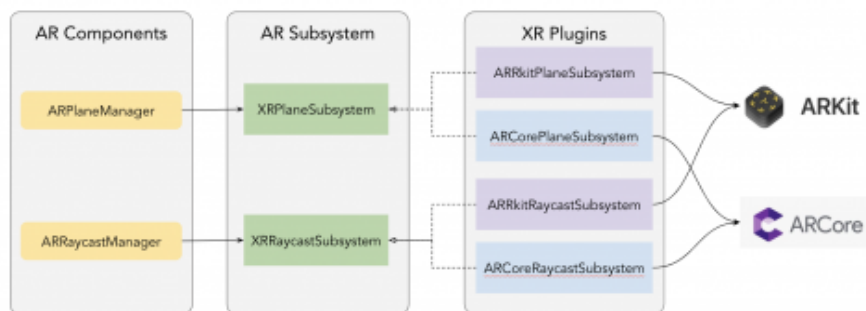 AR Components
AR Subsystem
XR Plugins
ARPlaneManager
XRPlaneSubsystem
ARRkitPlaneSubsystem
ARCorePlaneSubsystem
ARKit
ARRaycastManager
XRRaycastSubsystem
ARRkitRaycastSubsystem
ARCoreRaycastSubsystem
ARCore